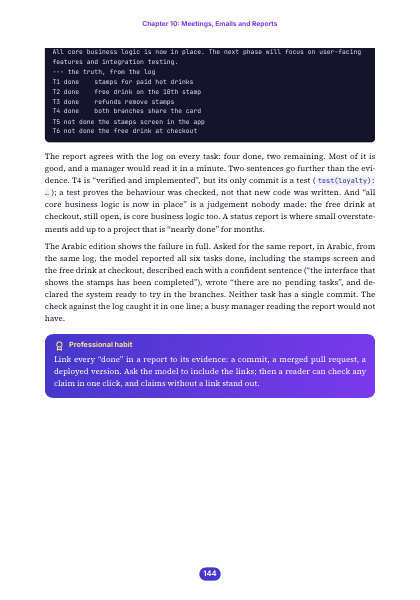 Chapter 10: Meetings, Emails and Reports
All core business logic is now in place. The next phase will focus on user-facing
features and integration testing.
--- the truth, from the log
T1 done    stamps for paid hot drinks
T2 done    free drink on the 10th stamp
T3 done    refunds remove stamps
T4 done    both branches share the card
T5 not done the stamps screen in the app
T6 not done the free drink at checkout
The report agrees with the log on every task: four done, two remaining. Most of it is
good, and a manager would read it in a minute. Two sentences go further than the evi-
dence. T4 is “verified and implemented”, but its only commit is a test (test(loyalty):
…); a test proves the behaviour was checked, not that new code was written. And “all
core business logic is now in place” is a judgement nobody made: the free drink at
checkout, still open, is core business logic too. A status report is where small overstate-
ments add up to a project that is “nearly done” for months.
The Arabic edition shows the failure in full. Asked for the same report, in Arabic, from
the same log, the model reported all six tasks done, including the stamps screen and
the free drink at checkout, described each with a confident sentence (“the interface that
shows the stamps has been completed”), wrote “there are no pending tasks”, and de-
clared the system ready to try in the branches. Neither task has a single commit. The
check against the log caught it in one line; a busy manager reading the report would not
have.
Professional habit
Link every “done” in a report to its evidence: a commit, a merged pull request, a
deployed version. Ask the model to include the links; then a reader can check any
claim in one click, and claims without a link stand out.
144